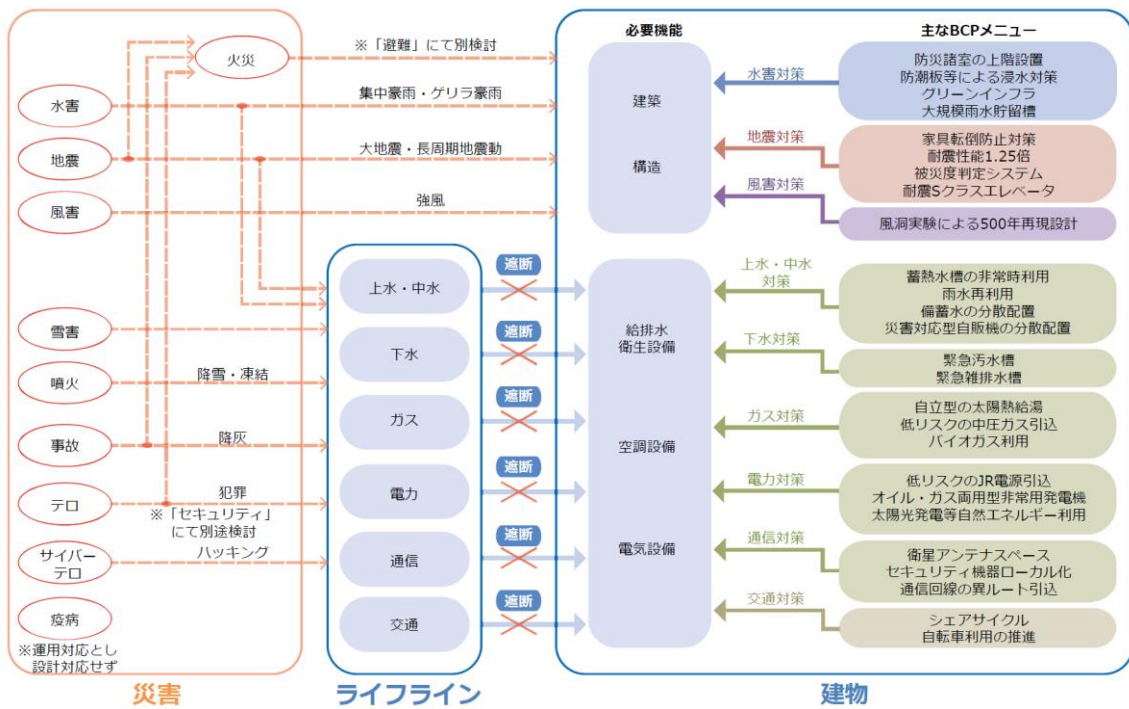 火災
水害
地震
風害
雪害
噴火
事故
テロ
サイバー
テロ
疫病
※運用対応とし
設計対応せず
災害
※「避難」にて別検討
集中豪雨・ゲリラ豪雨
大地震・長周期地震動
強風
降雪・凍結
降灰
犯罪
※「セキュリティ」
にて別途検討
ハッキング
上水・中水
下水
ガス
電力
通信
交通
ライフライン
遮断
遮断
遮断
遮断
遮断
遮断
必要機能
建築
構造
給排水
衛生設備
空調設備
電気設備
水害対策
地震対策
風害対策
上水・中水
対策
下水対策
ガス対策
電力対策
通信対策
交通対策
主なBCPメニュー
防災諸室の上階設置
防潮板等による浸水対策
グリーンインフラ
大規模雨水貯留槽
家具転倒防止対策
耐震性能1.25倍
被災度判定システム
耐震Sクラスエレベータ
風洞実験による500年再現設計
蓄熱水槽の非常時利用
雨水再利用
備蓄水の分散配置
災害対応型自販機の分散配置
緊急汚水槽
緊急雑排水槽
自立型の太陽熱給湯
低リスクの中圧ガス引込
バイオガス利用
低リスクのJR電源引込
オイル・ガス両用型非常用発電機
太陽光発電等自然エネルギー利用
衛星アンテナスペース
セキュリティ機器ローカル化
通信回線の異ルート引込
シェアサイクル
自転車利用の推進
建物